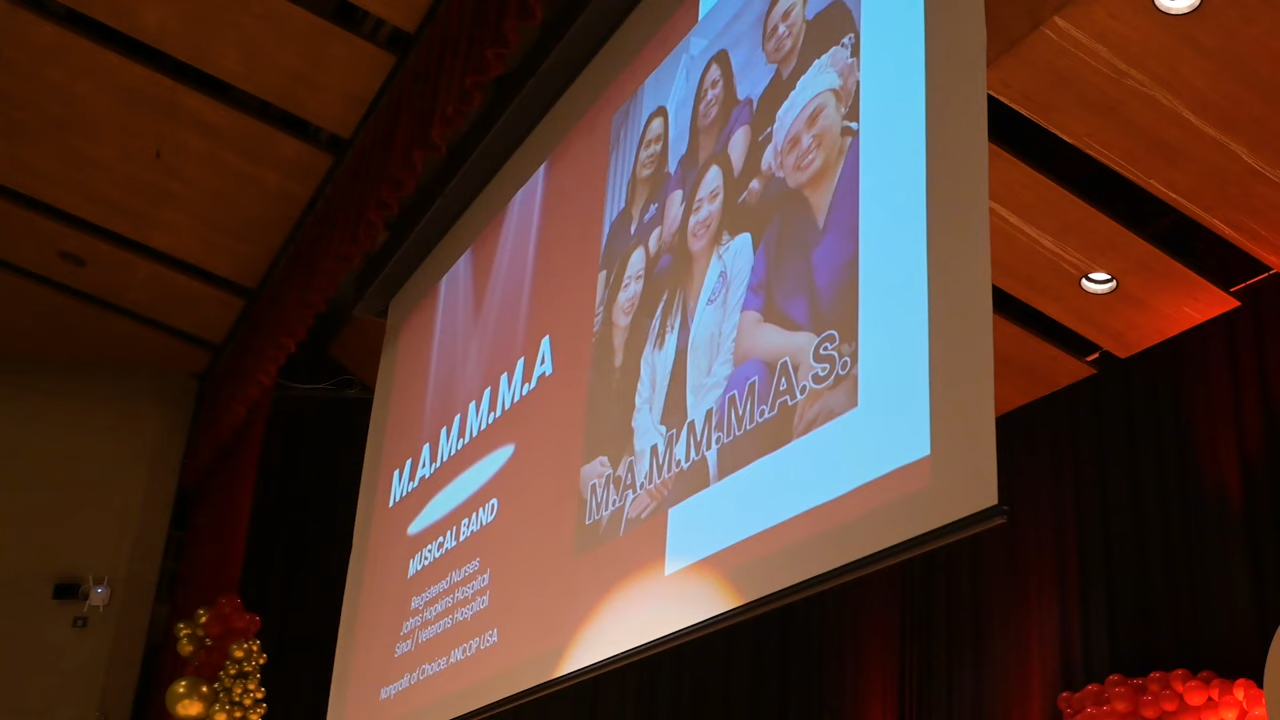 M.A.M.M.M.A
MUSICAL BAND
Registered Nurses
Johns Hopkins Hospital
Sinai / Veterans Hospital
Nonprofit of Choice: ANCOP USA
M.A.M.M.M.A.S.